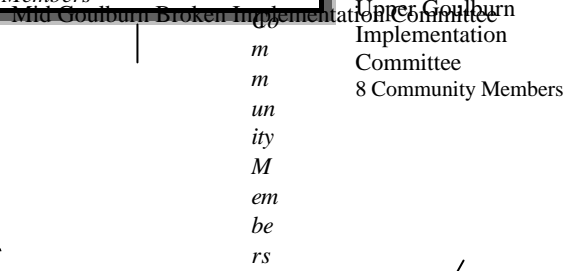 Members
Mid Goulburn Broken Implementation Committee
Co
m
m
un
ity
M
em
be
rs
Upper Goulburn
Implementation
Committee
8 Community Members